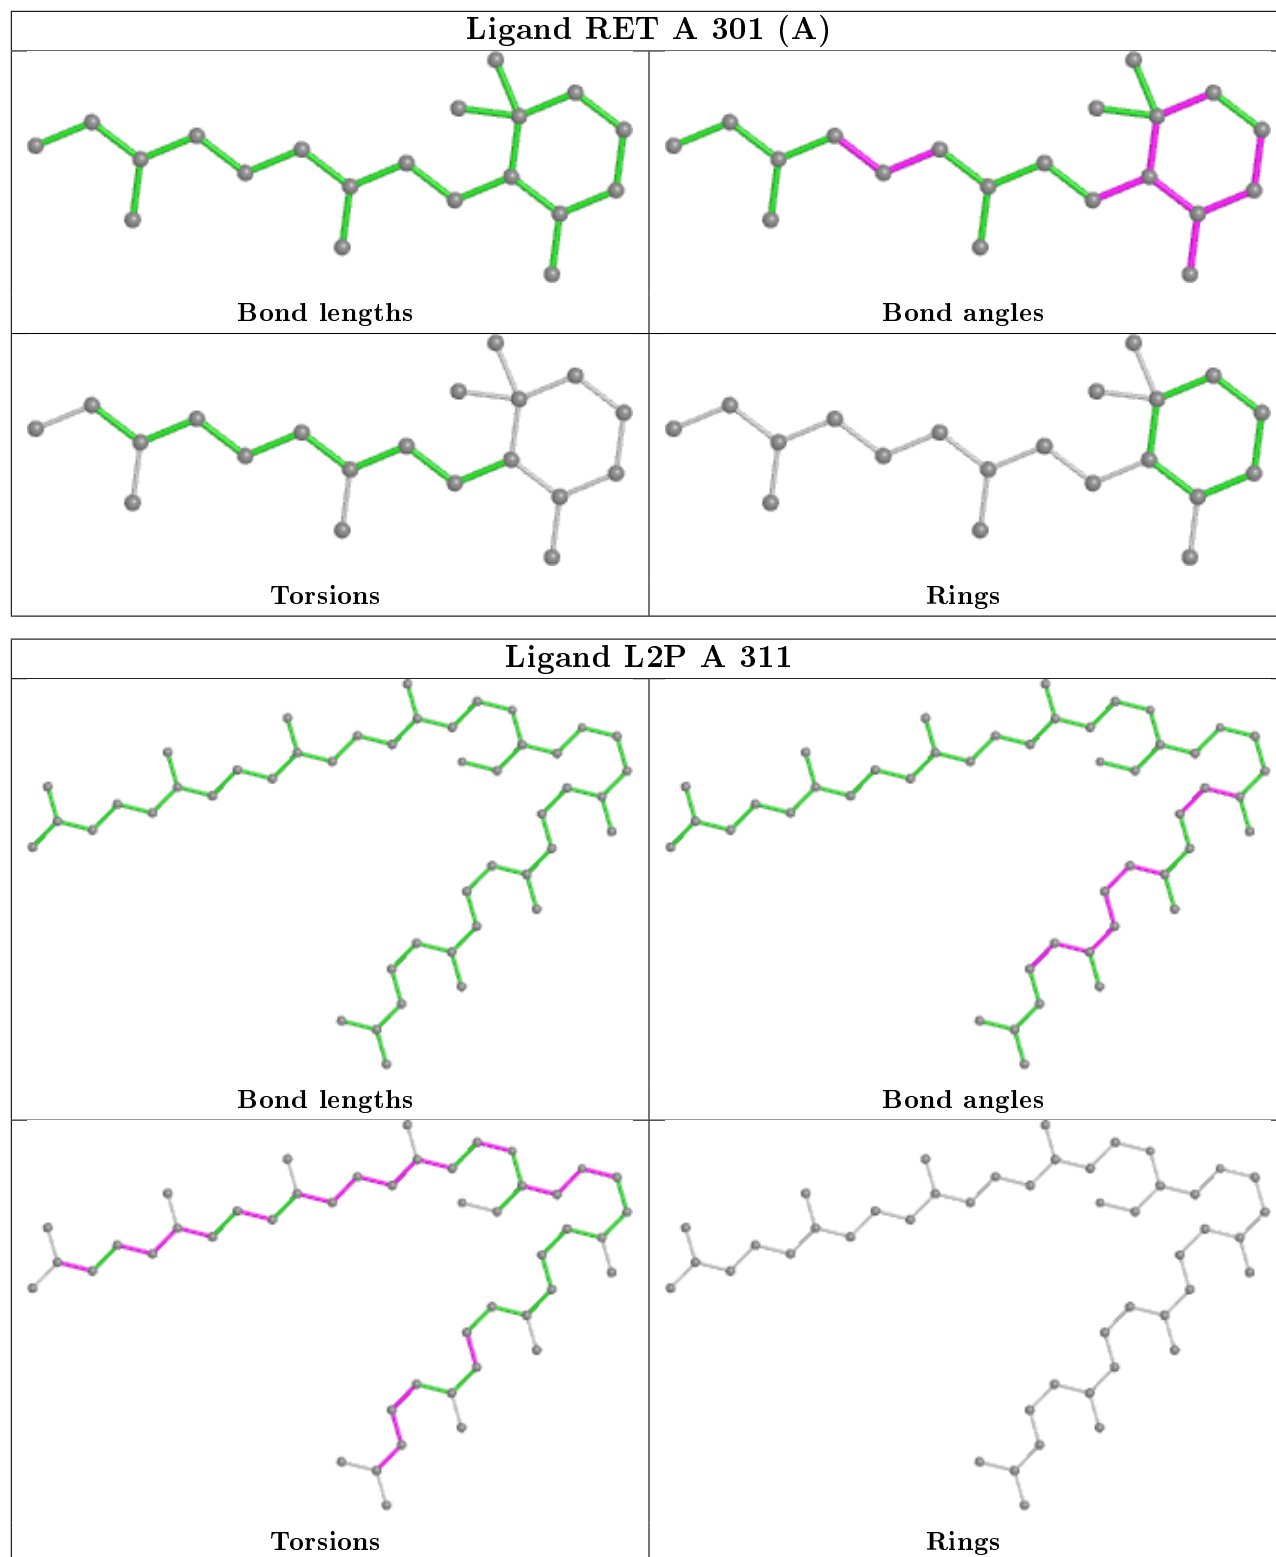 Ligand RET A 301 (A)
Bond lengths
Bond angles
Torsions
Rings
Ligand L2P A 311
Bond lengths
Bond angles
Torsions
Rings